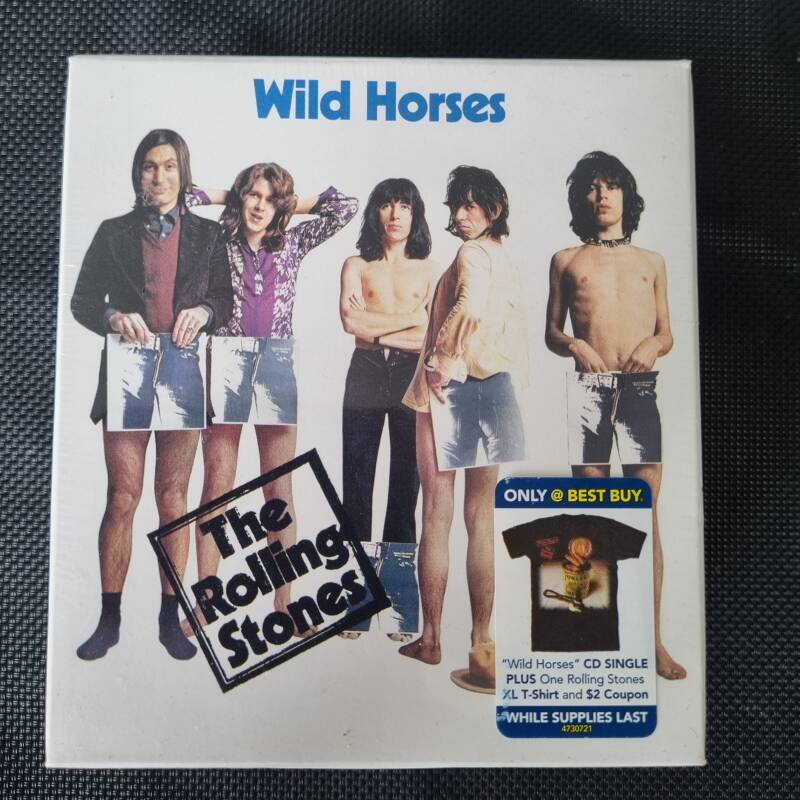 Wild Horses
The
Rolling
Stones
ONLY @ BEST BUY.
"Wild Horses" CD SINGLE
PLUS One Rolling Stones
XL T-Shirt and $2 Coupon
WHILE SUPPLIES LAST
4730721